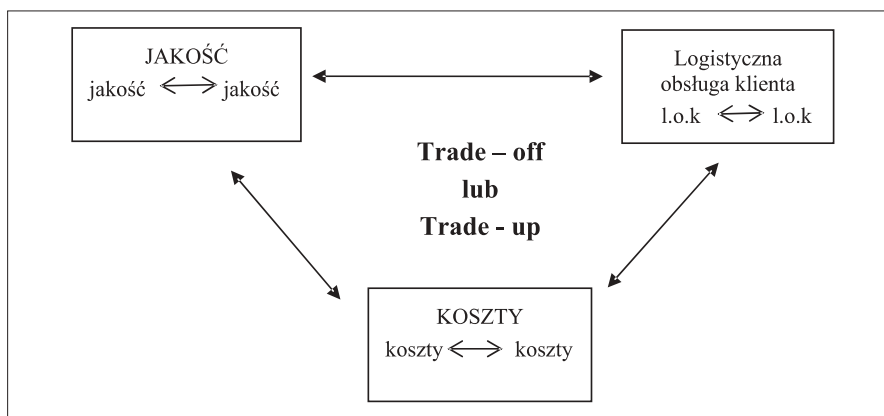 JAKOŚĆ
jakość jakość
Logistyczna
obsługa klienta
l.o.k l.o.k
Trade – off
lub
Trade - up
KOSZTY
koszty koszty